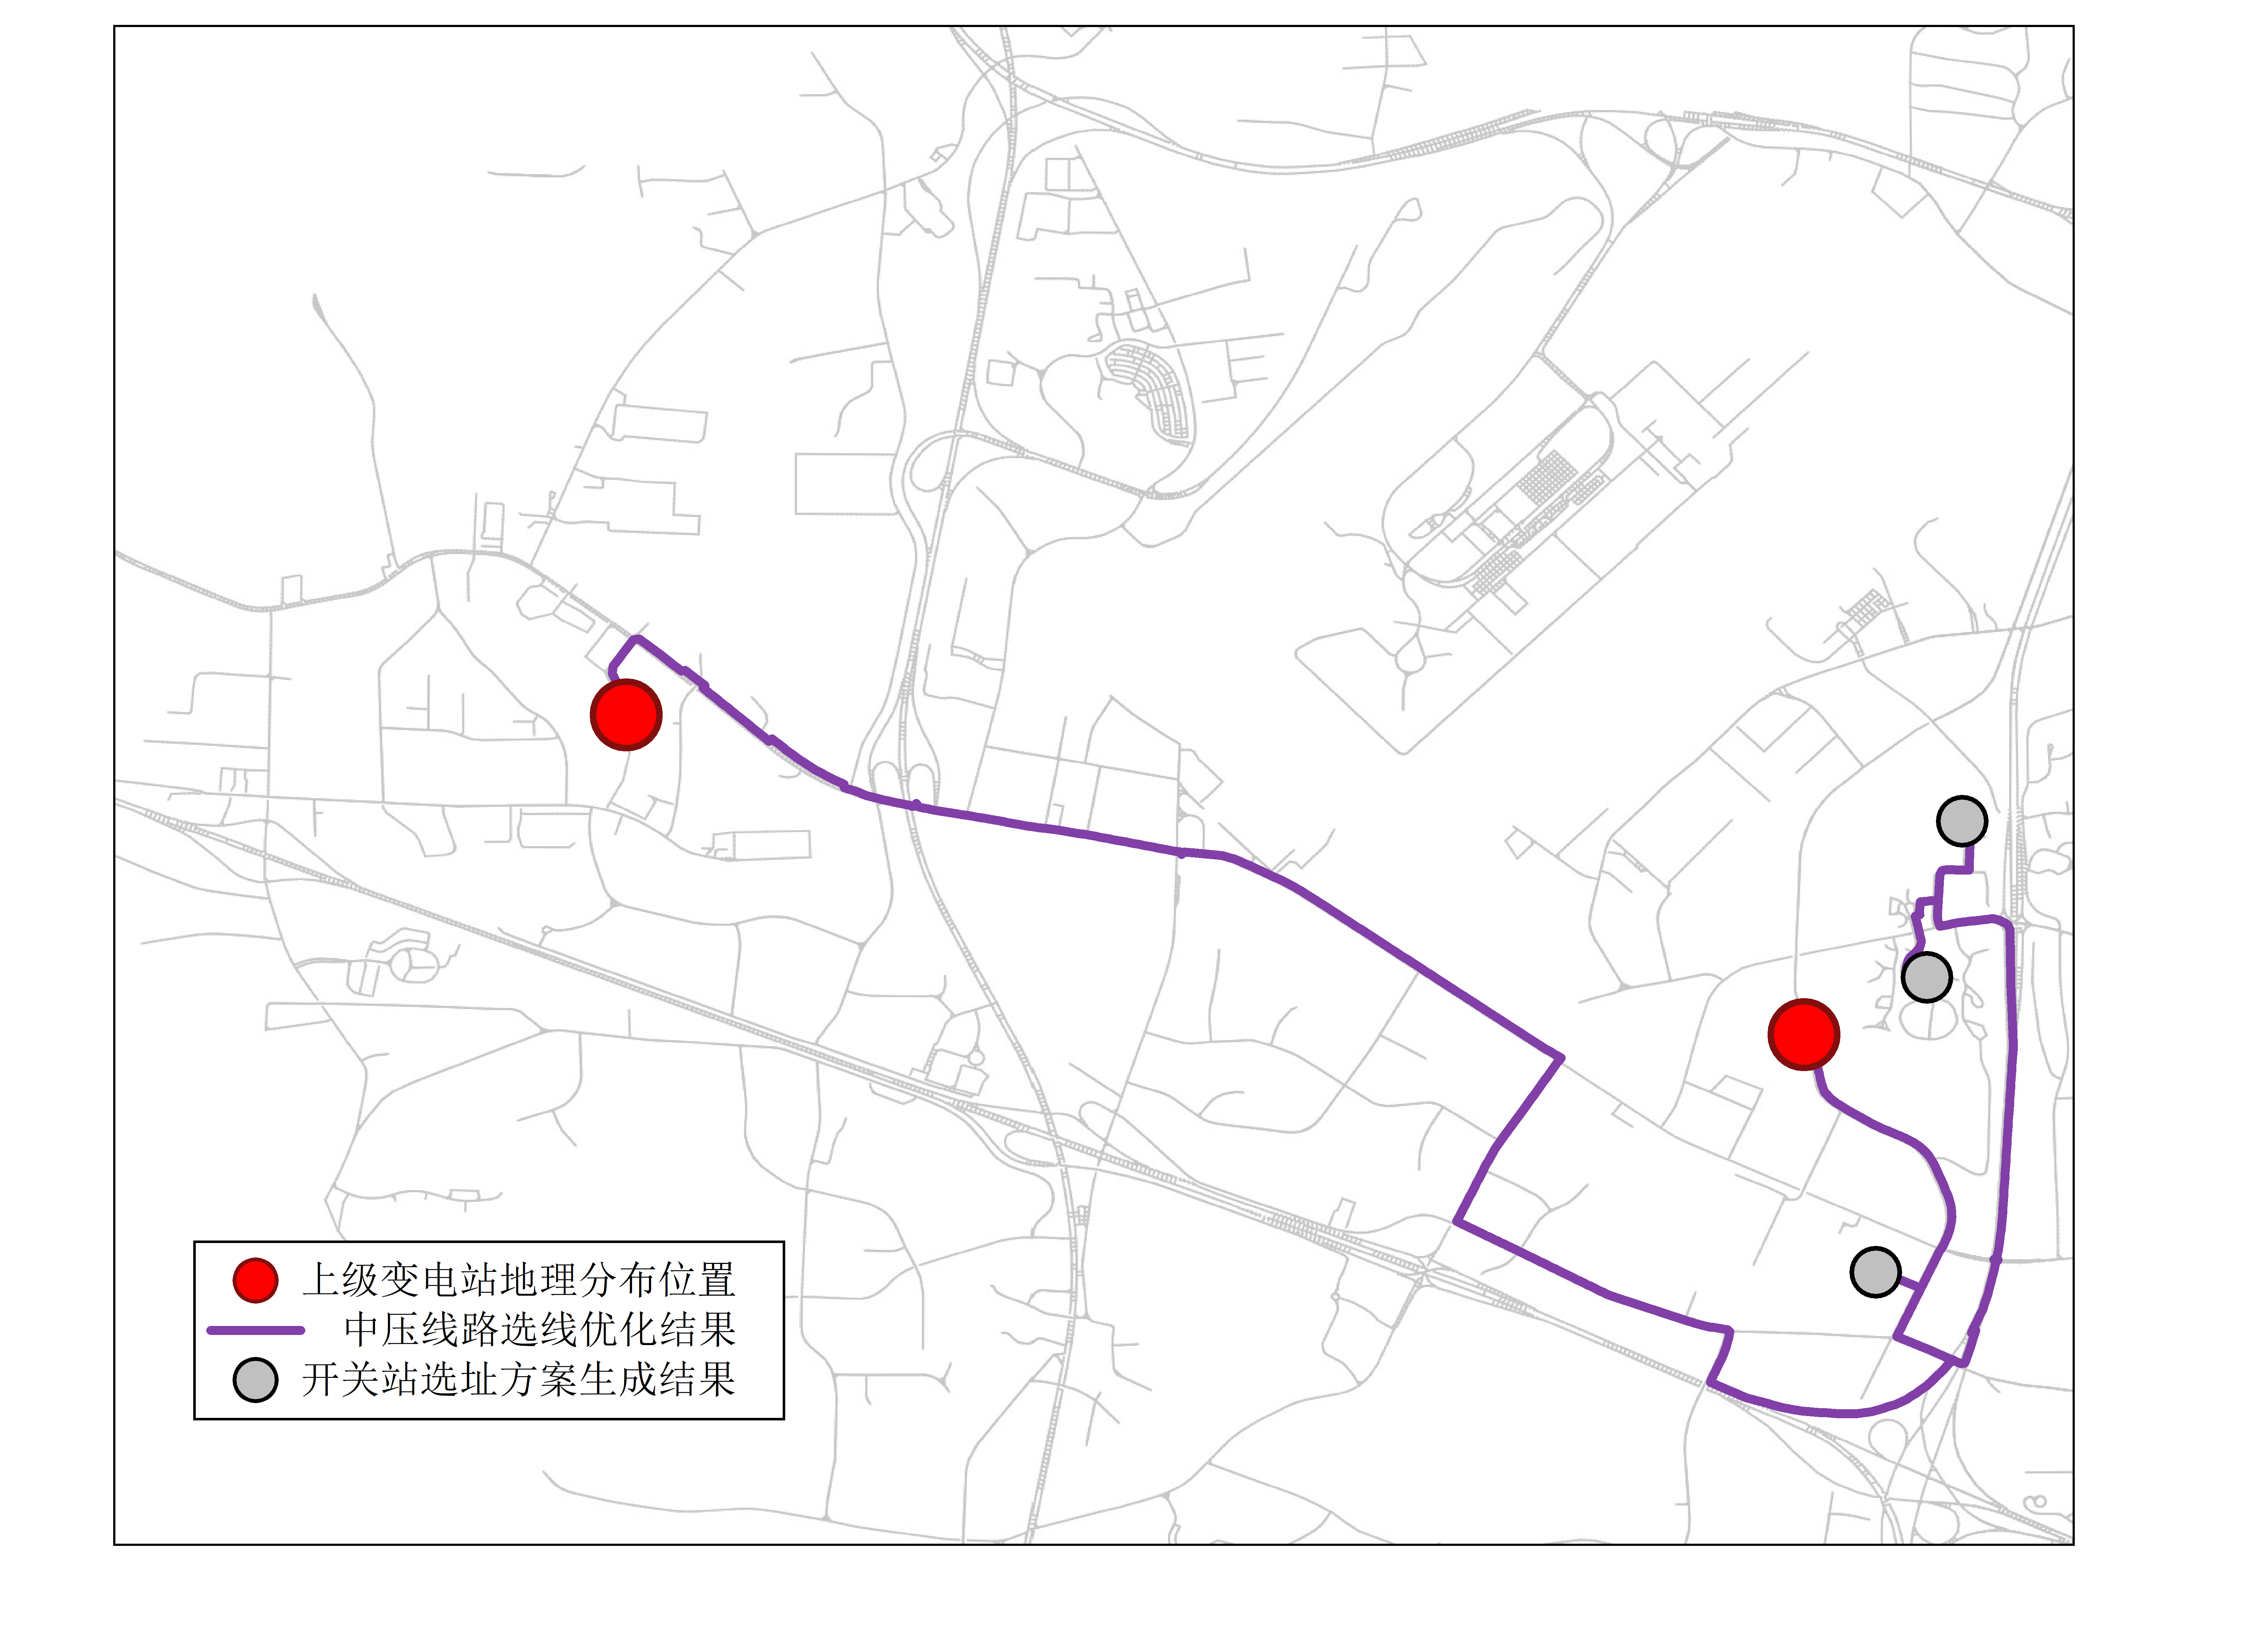 上级变电站地理分布位置
中压线路选线优化结果
开关站选址方案生成结果